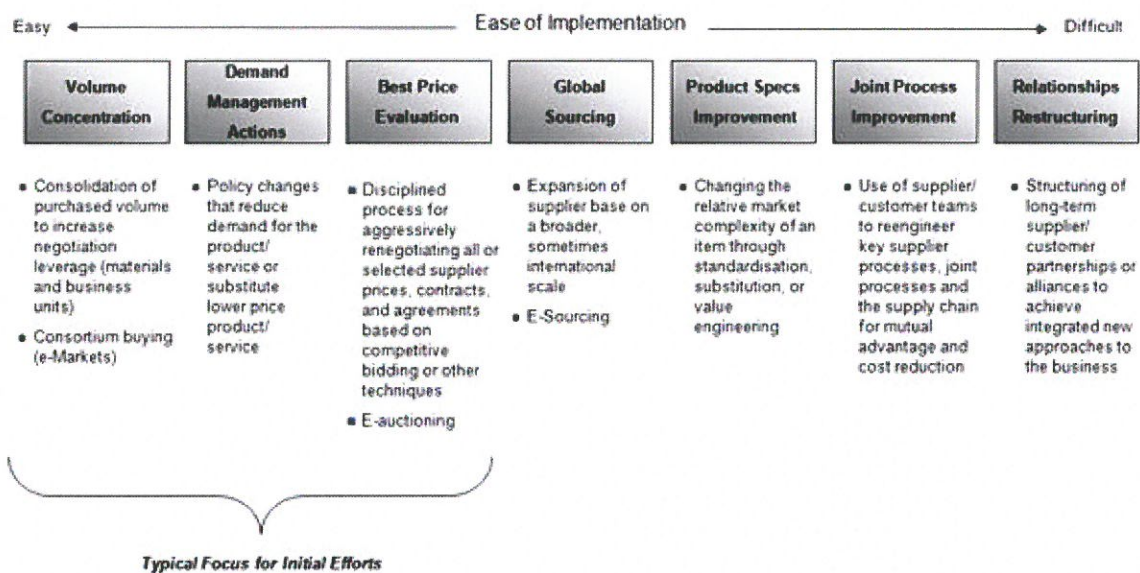 Easy
Ease of Implementation
Difficult
Volume
Concentration
Demand
Management
Actions
Best Price
Evaluation
Global
Sourcing
Product Specs
Improvement
Joint Process
Improvement
Relationships
Restructuring
• Consolidation of
purchased volume
to increase
negotiation
leverage (materials
and business
units)
• Consortium buying
(e-Markets)
• Policy changes
that reduce
demand for the
product/
service or
substitute
lower price
product/
service
• Disciplined
process for
aggressively
renegotiating all or
selected supplier
prices, contracts,
and agreements
based on
competitive
bidding or other
techniques
• E-auctioning
• Expansion of
supplier base on
a broader,
sometimes
international
scale
• E-Sourcing
• Changing the
relative market
complexity of an
item through
standardisation,
substitution, or
value
engineering
• Use of supplier/
customer teams
to reengineer
key supplier
processes, joint
processes and
the supply chain
for mutual
advantage and
cost reduction
• Structuring of
long-term
supplier/
customer
partnerships or
alliances to
achieve
integrated new
approaches to
the business
Typical Focus for Initial Efforts